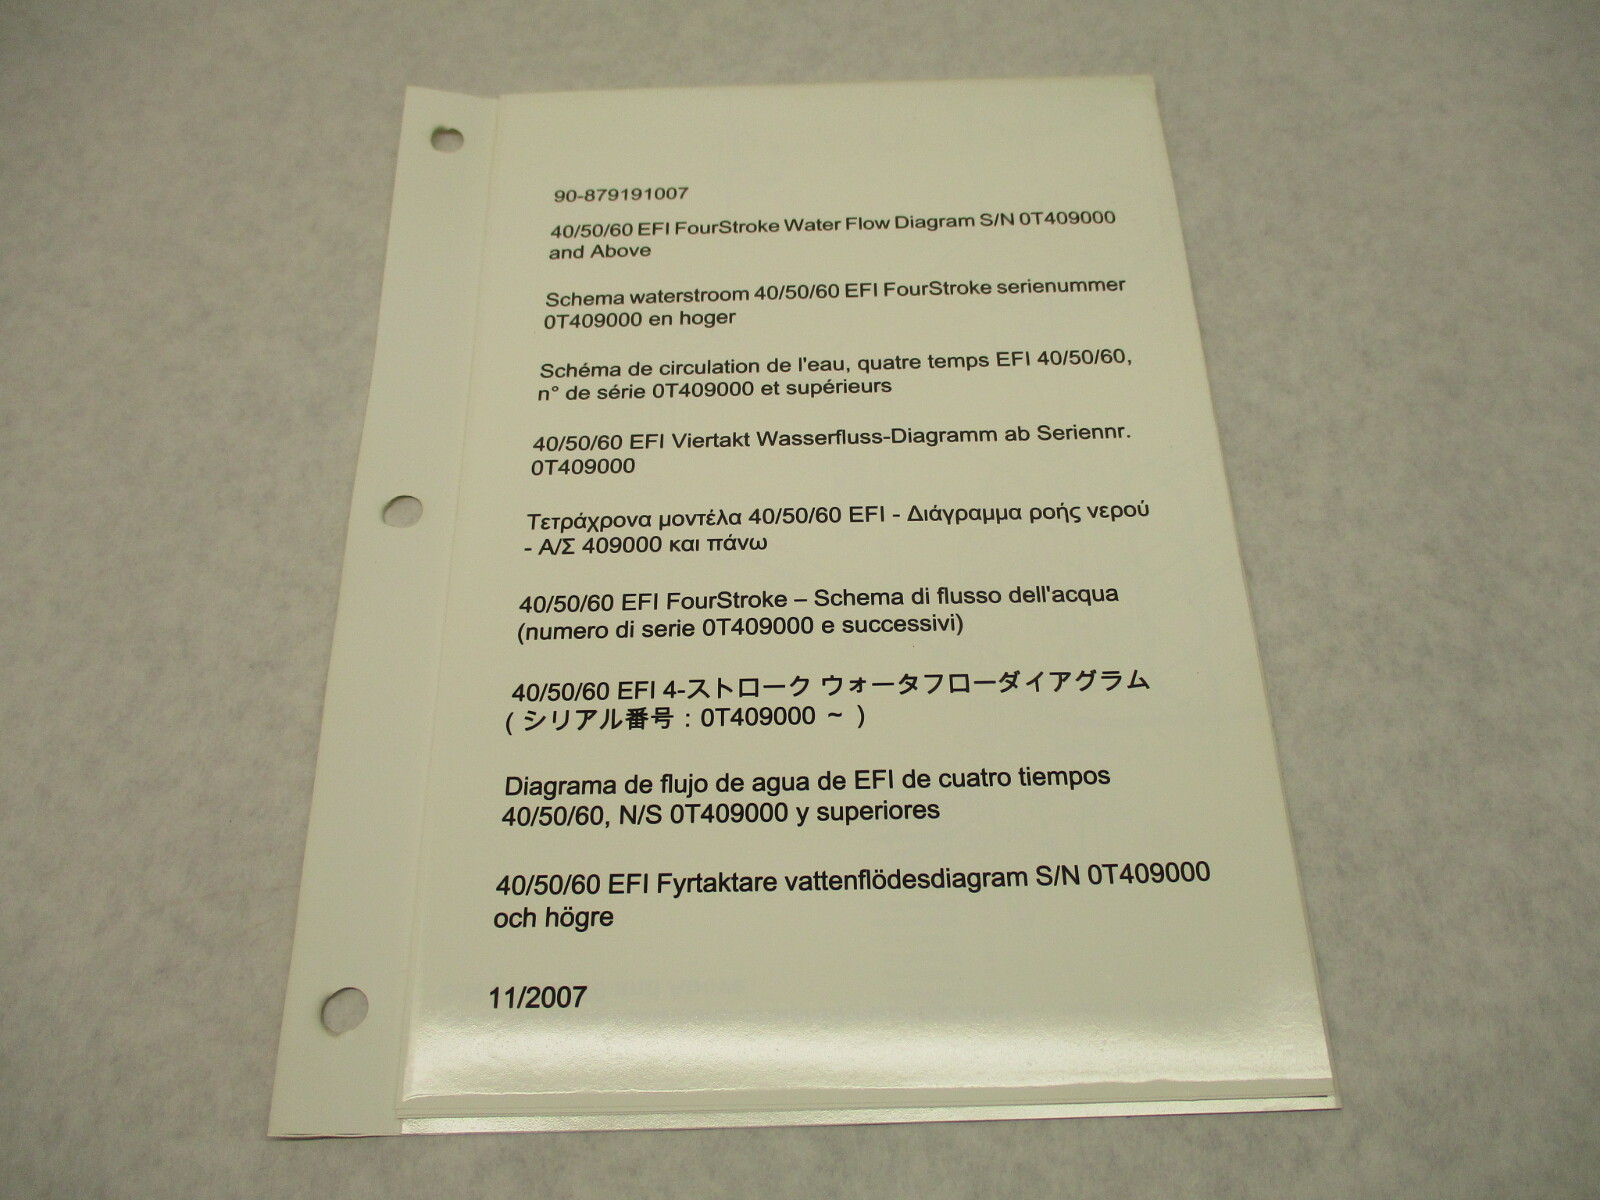 90-879191007
40/50/60 EFI FourStroke Water Flow Diagram S/N 0T409000
and Above
Schema waterstroom 40/50/60 EFI FourStroke serienummer
0T409000 en hoger
Schéma de circulation de l'eau, quatre temps EFI 40/50/60,
n° de série 0T409000 et supérieurs
40/50/60 EFI Viertakt Wasserfluss-Diagramm ab Seriennr.
0T409000
Τετράχρονα μοντέλα 40/50/60 EFI - Διάγραμμα ροής νερού
- Α/Σ 409000 και πάνω
40/50/60 EFI FourStroke – Schema di flusso dell'acqua
(numero di serie 0T409000 e successivi)
40/50/60 EFI 4-ストローク ウォータフローダイアグラム
( シリアル番号 : 0T409000 ~ )
Diagrama de flujo de agua de EFI de cuatro tiempos
40/50/60, N/S 0T409000 y superiores
40/50/60 EFI Fyrtaktare vattenflödesdiagram S/N 0T409000
och högre
11/2007